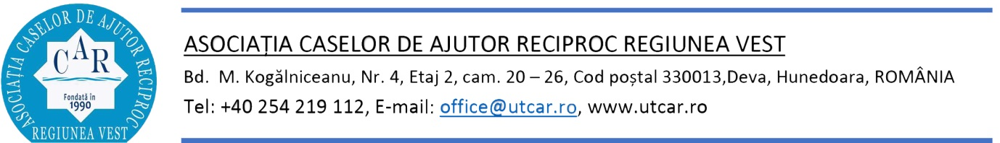 ASOCIAȚIA CASELOR DE AJUTOR RECIPROC
CAR
Fondată în
1990
REGIUNEA VEST
ASOCIAȚIA CASELOR DE AJUTOR RECIPROC REGIUNEA VEST
Bd. M. Kogălniceanu, Nr. 4, Etaj 2, cam. 20 – 26, Cod poștal 330013,Deva, Hunedoara, ROMÂNIA
Tel: +40 254 219 112, E-mail: office@utcar.ro, www.utcar.ro